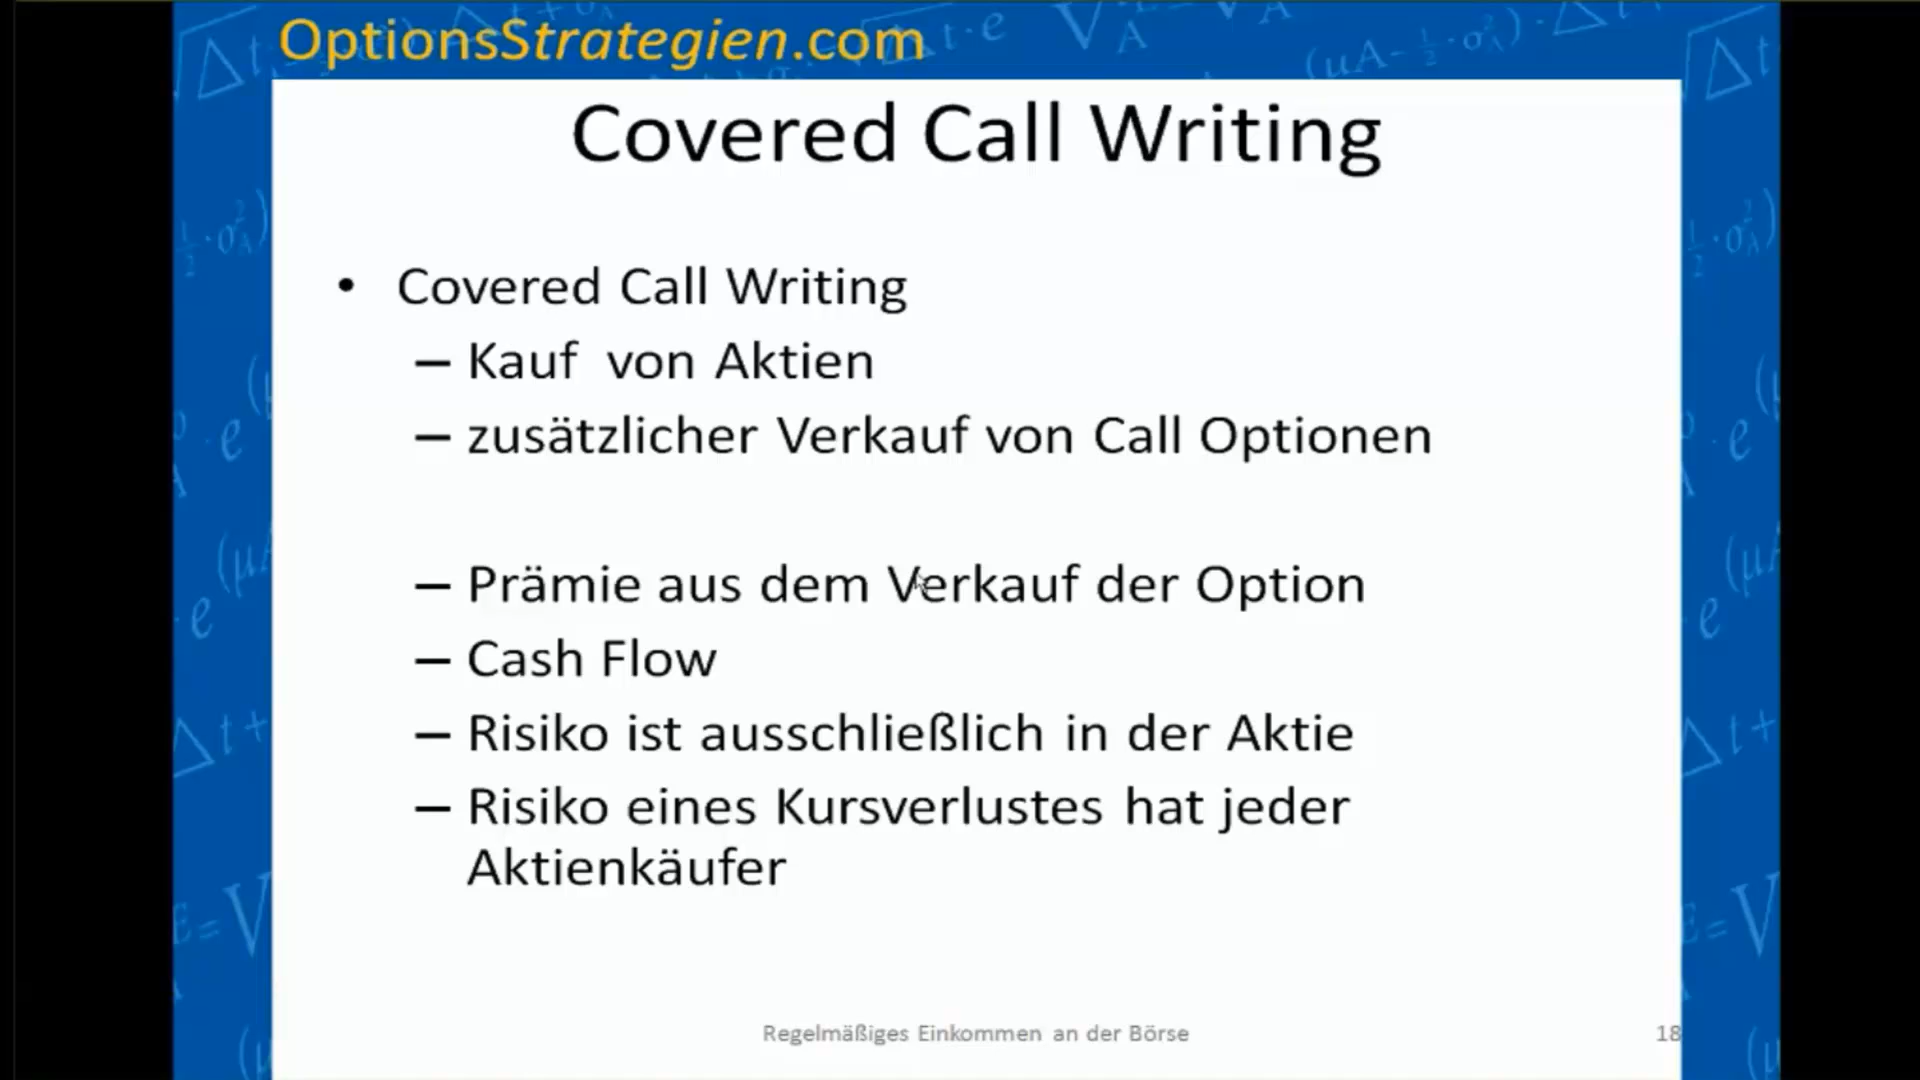 OptionsStrategien.com
Covered Call Writing
• Covered Call Writing
– Kauf von Aktien
– zusätzlicher Verkauf von Call Optionen
– Prämie aus dem Verkauf der Option
– Cash Flow
– Risiko ist ausschließlich in der Aktie
– Risiko eines Kursverlustes hat jeder
Aktienkäufer
Regelmäßiges Einkommen an der Börse
18